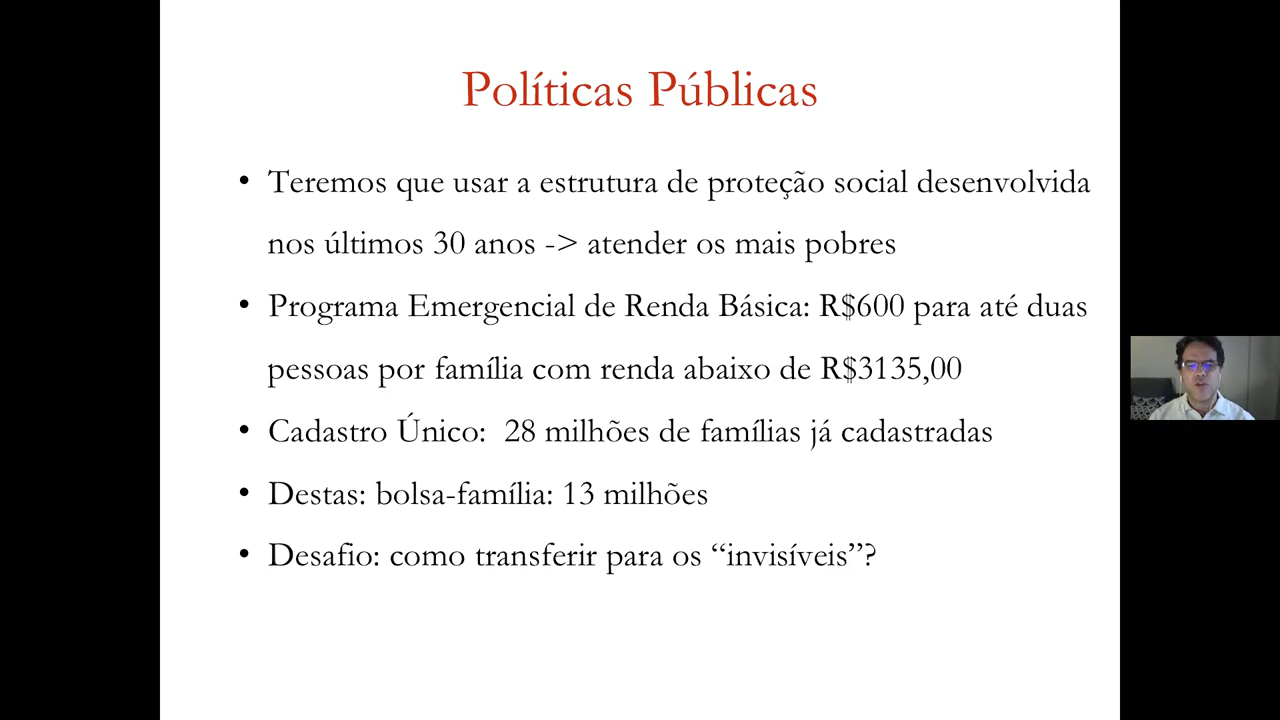 Políticas Públicas
• Teremos que usar a estrutura de proteção social desenvolvida
nos últimos 30 anos -> atender os mais pobres
• Programa Emergencial de Renda Básica: R$600 para até duas
pessoas por família com renda abaixo de R$3135,00
• Cadastro Único:  28 milhões de famílias já cadastradas
• Destas: bolsa-família: 13 milhões
• Desafio: como transferir para os “invisíveis”?